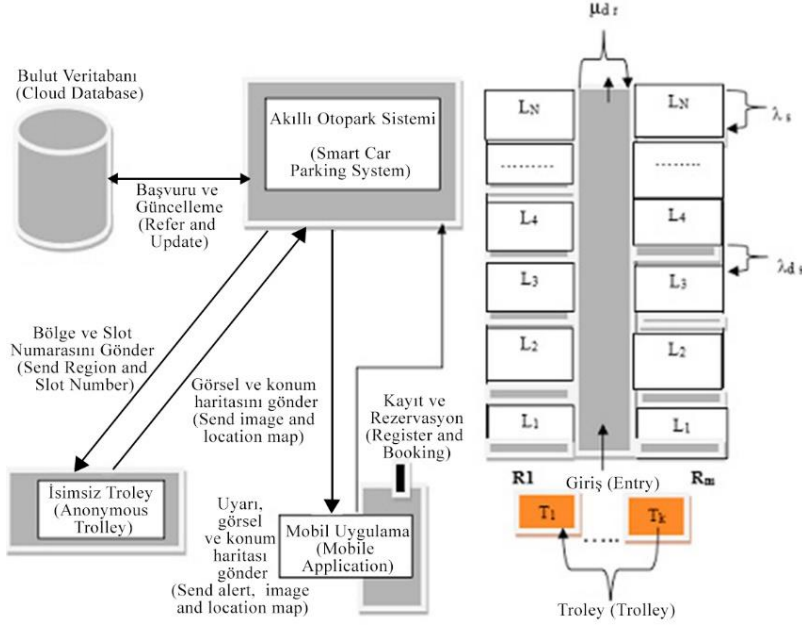 Bulut Veritabanı
(Cloud Database)
Akıllı Otopark Sistemi
(Smart Car
Parking System)
Başvuru ve
Güncelleme
(Refer and
Update)
Bölge ve Slot
Numarasını Gönder
(Send Region and
Slot Number)
Görsel ve konum
haritasını gönder
(Send image and
location map)
Kayıt ve
Rezervasyon
(Register and
Booking)
İsimsiz Troley
(Anonymous
Trolley)
Uyarı,
görsel
ve konum
haritası
gönder
(Send alert, image
and location map)
Mobil Uygulama
(Mobile
Application)
μd r
LN
LN
λ s
..........
.......
L4
L4
λd s
L3
L3
L2
L2
L1
L1
R1
Giriş (Entry)
Rm
T1
.....
Tk
Troley (Trolley)